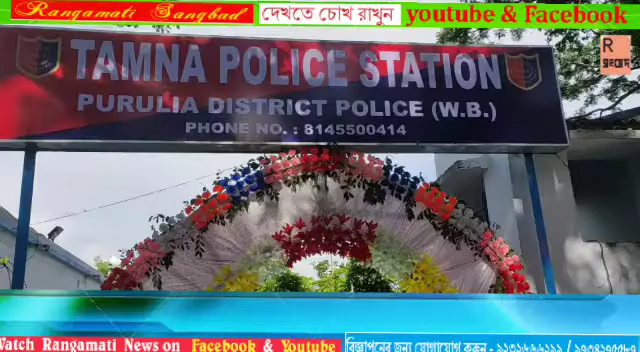 Rangamati Sangbad দেখতে চোখ রাখুন youtube & Facebook
R
TAMNA POLICE STATION
PURULIA DISTRICT POLICE (W.B.)
PHONE NO. : 8145500414
Watch Rangamati News on Facebook & Youtube বিজ্ঞাপনের জন্য যোগাযোগ করুন -